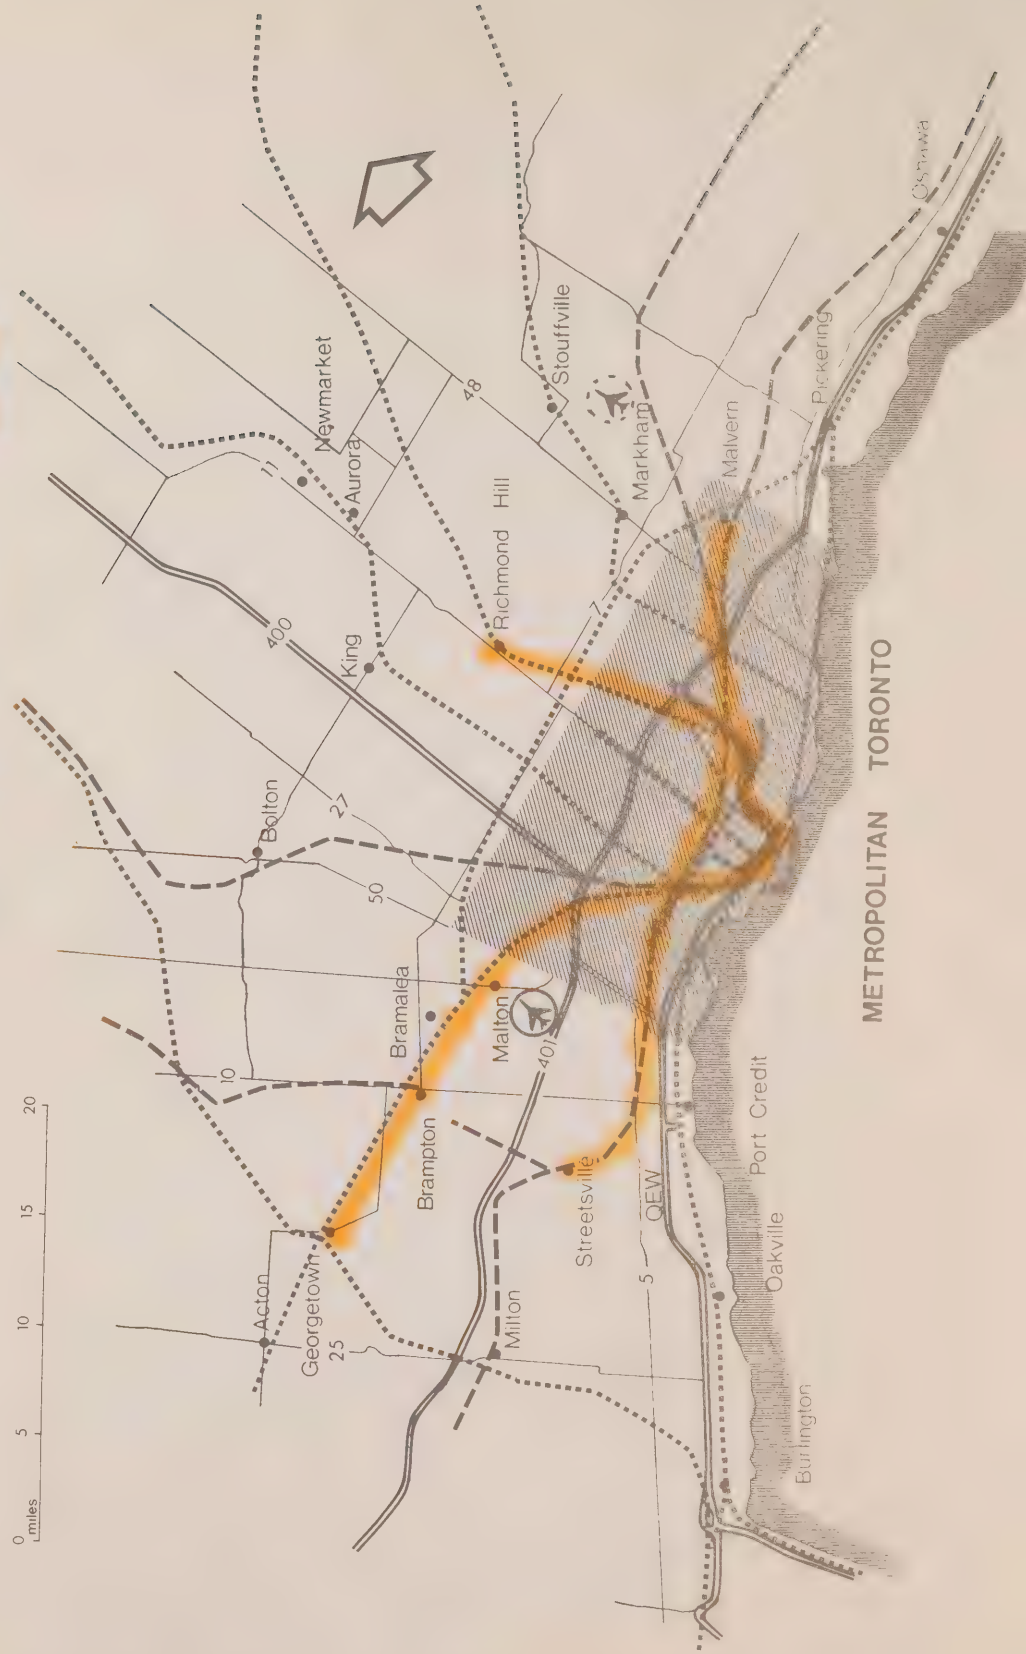 0
5
10
15
20
miles
Acton
Georgetown
25
10
Brampton
Bramalea
Malton
401
Milton
Streetsville
5
QEW
Burlington
Oakville
Port Credit
50
Bolton
27
King
400
11
Newmarket
Aurora
Richmond Hill
7
48
Stouffville
Markham
Malvern
Pickering
Oshawa
METROPOLITAN TORONTO